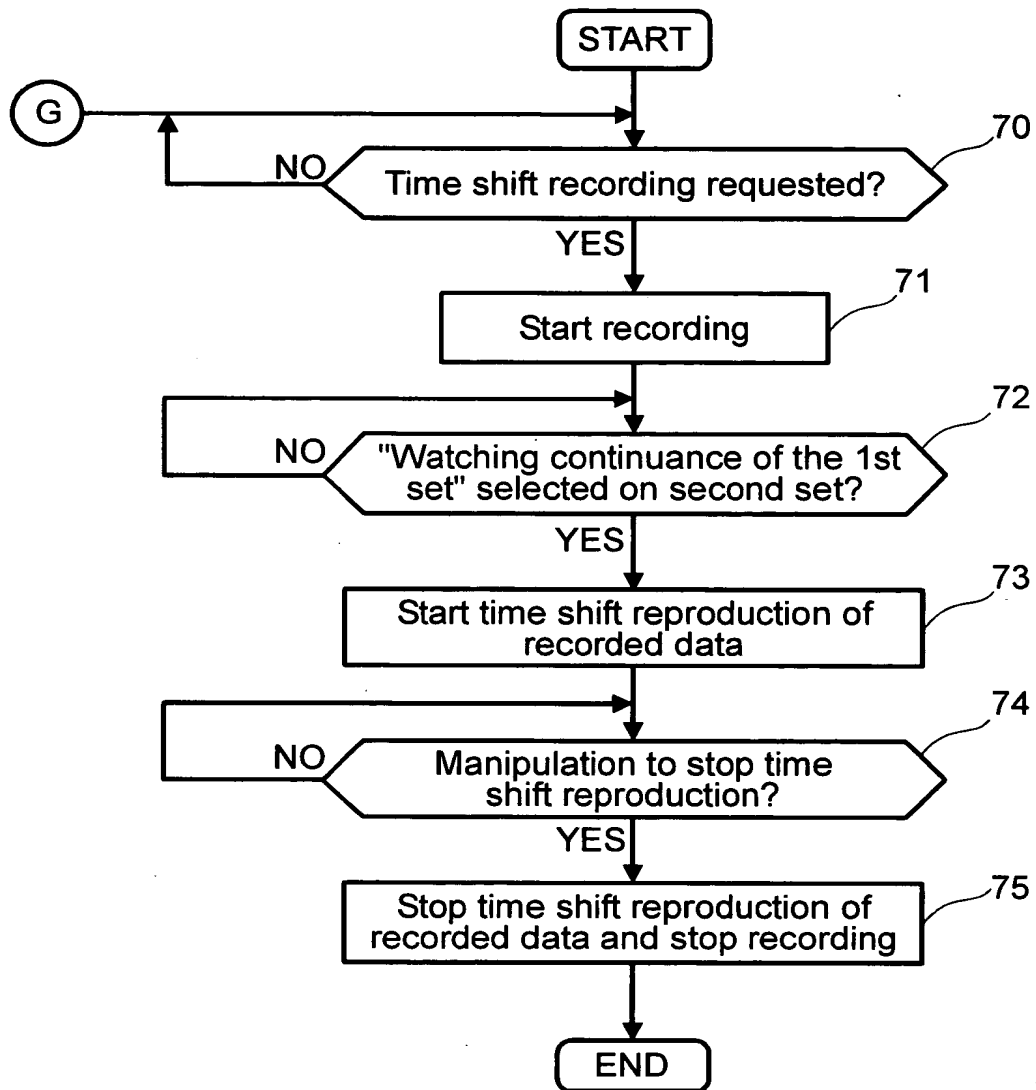 START
G
70
NO
Time shift recording requested?
YES
71
Start recording
72
NO
"Watching continuance of the 1st
set" selected on second set?
YES
73
Start time shift reproduction of
recorded data
74
NO
Manipulation to stop time
shift reproduction?
YES
75
Stop time shift reproduction of
recorded data and stop recording
END